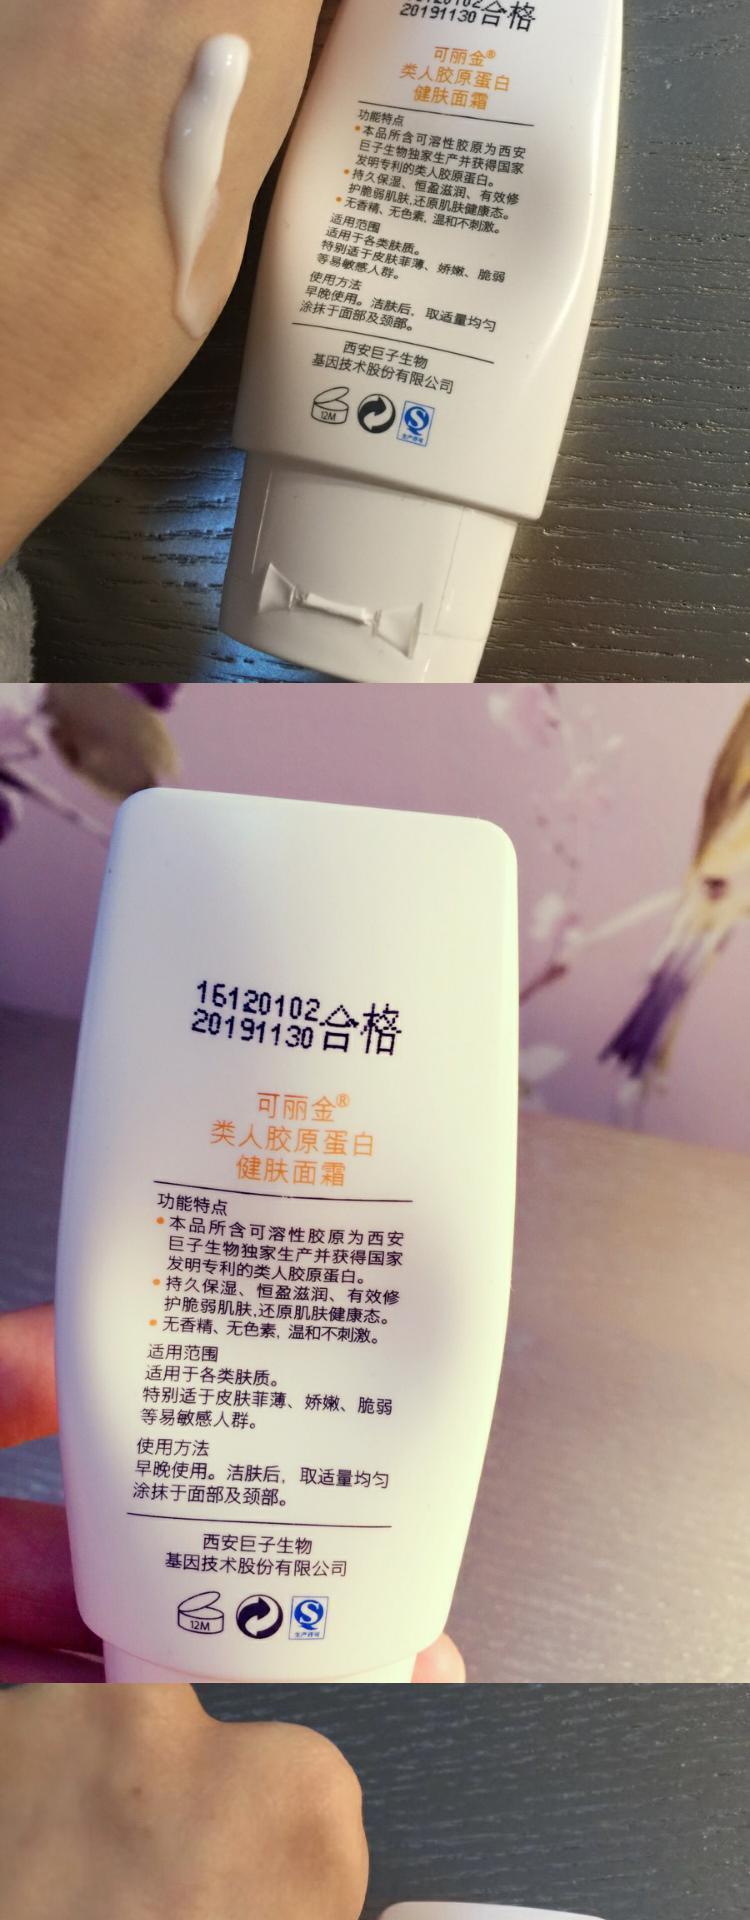 20191130合格
可丽金®
类人胶原蛋白
健肤面霜
功能特点
•本品所含可溶性胶原为西安
巨子生物独家生产并获得国家
发明专利的类人胶原蛋白。
•持久保湿、恒盈滋润、有效修
护脆弱肌肤,还原肌肤健康态。
•无香精、无色素, 温和不刺激。
适用范围
适用于各类肤质。
特别适于皮肤菲薄、娇嫩、脆弱
等易敏感人群。
使用方法
早晚使用。洁肤后, 取适量均匀
涂抹于面部及颈部。
西安巨子生物
基因技术股份有限公司
12M
生产许可
16120102
20191130合格
可丽金®
类人胶原蛋白
健肤面霜
功能特点
•本品所含可溶性胶原为西安
巨子生物独家生产并获得国家
发明专利的类人胶原蛋白。
•持久保湿、恒盈滋润、有效修
护脆弱肌肤,还原肌肤健康态。
•无香精、无色素, 温和不刺激。
适用范围
适用于各类肤质。
特别适于皮肤菲薄、娇嫩、脆弱
等易敏感人群。
使用方法
早晚使用。洁肤后, 取适量均匀
涂抹于面部及颈部。
西安巨子生物
基因技术股份有限公司
12M
生产许可